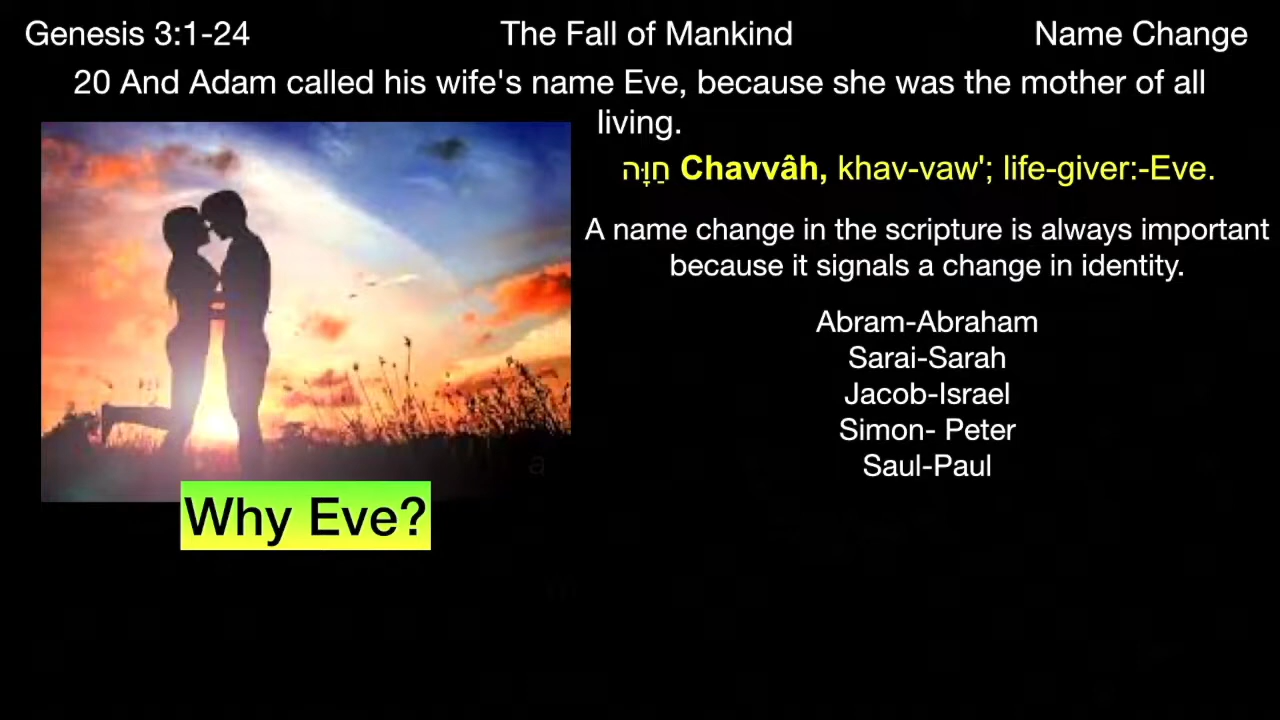 Genesis 3:1-24 The Fall of Mankind Name Change
20 And Adam called his wife's name Eve, because she was the mother of all
living.
חַוָּה Chavvâh, khav-vaw'; life-giver:-Eve.
A name change in the scripture is always important
because it signals a change in identity.
Abram-Abraham
Sarai-Sarah
Jacob-Israel
Simon- Peter
Saul-Paul
a
Why Eve?